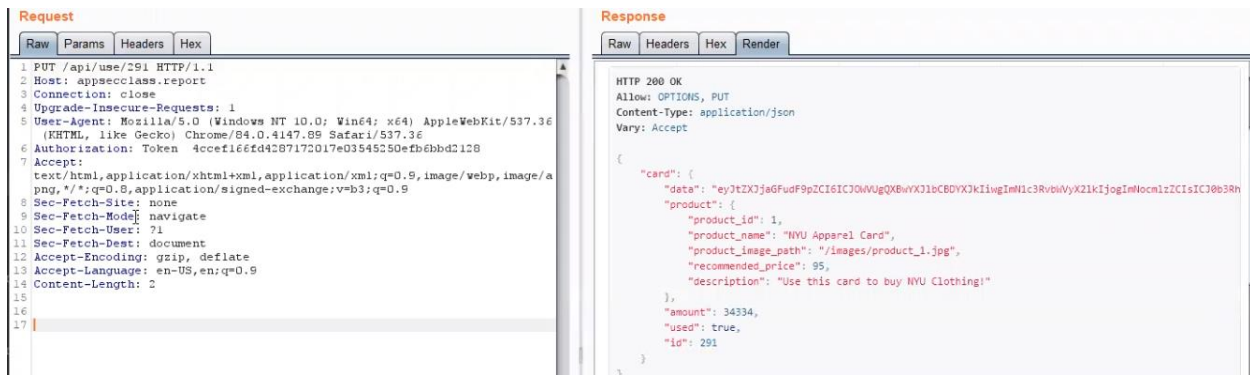 Request
Raw Params Headers Hex
1 PUT /api/use/291 HTTP/1.1
2 Host: appsecclass.report
3 Connection: close
4 Upgrade-Insecure-Requests: 1
5 User-Agent: Mozilla/5.0 (Windows NT 10.0; Win64; x64) AppleWebKit/537.36
(KHTML, like Gecko) Chrome/84.0.4147.89 Safari/537.36
6 Authorization: Token 4ccef166fd4287172017e03545250efb6bbd2128
7 Accept:
text/html,application/xhtml+xml,application/xml;q=0.9,image/webp,image/a
png,*/*;q=0.8,application/signed-exchange;v=b3;q=0.9
8 Sec-Fetch-Site: none
9 Sec-Fetch-Mode: navigate
10 Sec-Fetch-User: ?1
11 Sec-Fetch-Dest: document
12 Accept-Encoding: gzip, deflate
13 Accept-Language: en-US,en;q=0.9
14 Content-Length: 2
15
16
17
Response
Raw Headers Hex Render
HTTP 200 OK
Allow: OPTIONS, PUT
Content-Type: application/json
Vary: Accept
{
"card": {
"data": "eyJtZXJjaGFudF9pZCI6ICJOWVUgQXBwYXJlbCBDYXJkIiwgImN1c3RvbWVyX2lkIjogImNocmlzZCIsICJ0b3Rh
"product": {
"product_id": 1,
"product_name": "NYU Apparel Card",
"product_image_path": "/images/product_1.jpg",
"recommended_price": 95,
"description": "Use this card to buy NYU Clothing!"
},
"amount": 34334,
"used": true,
"id": 291
}
}